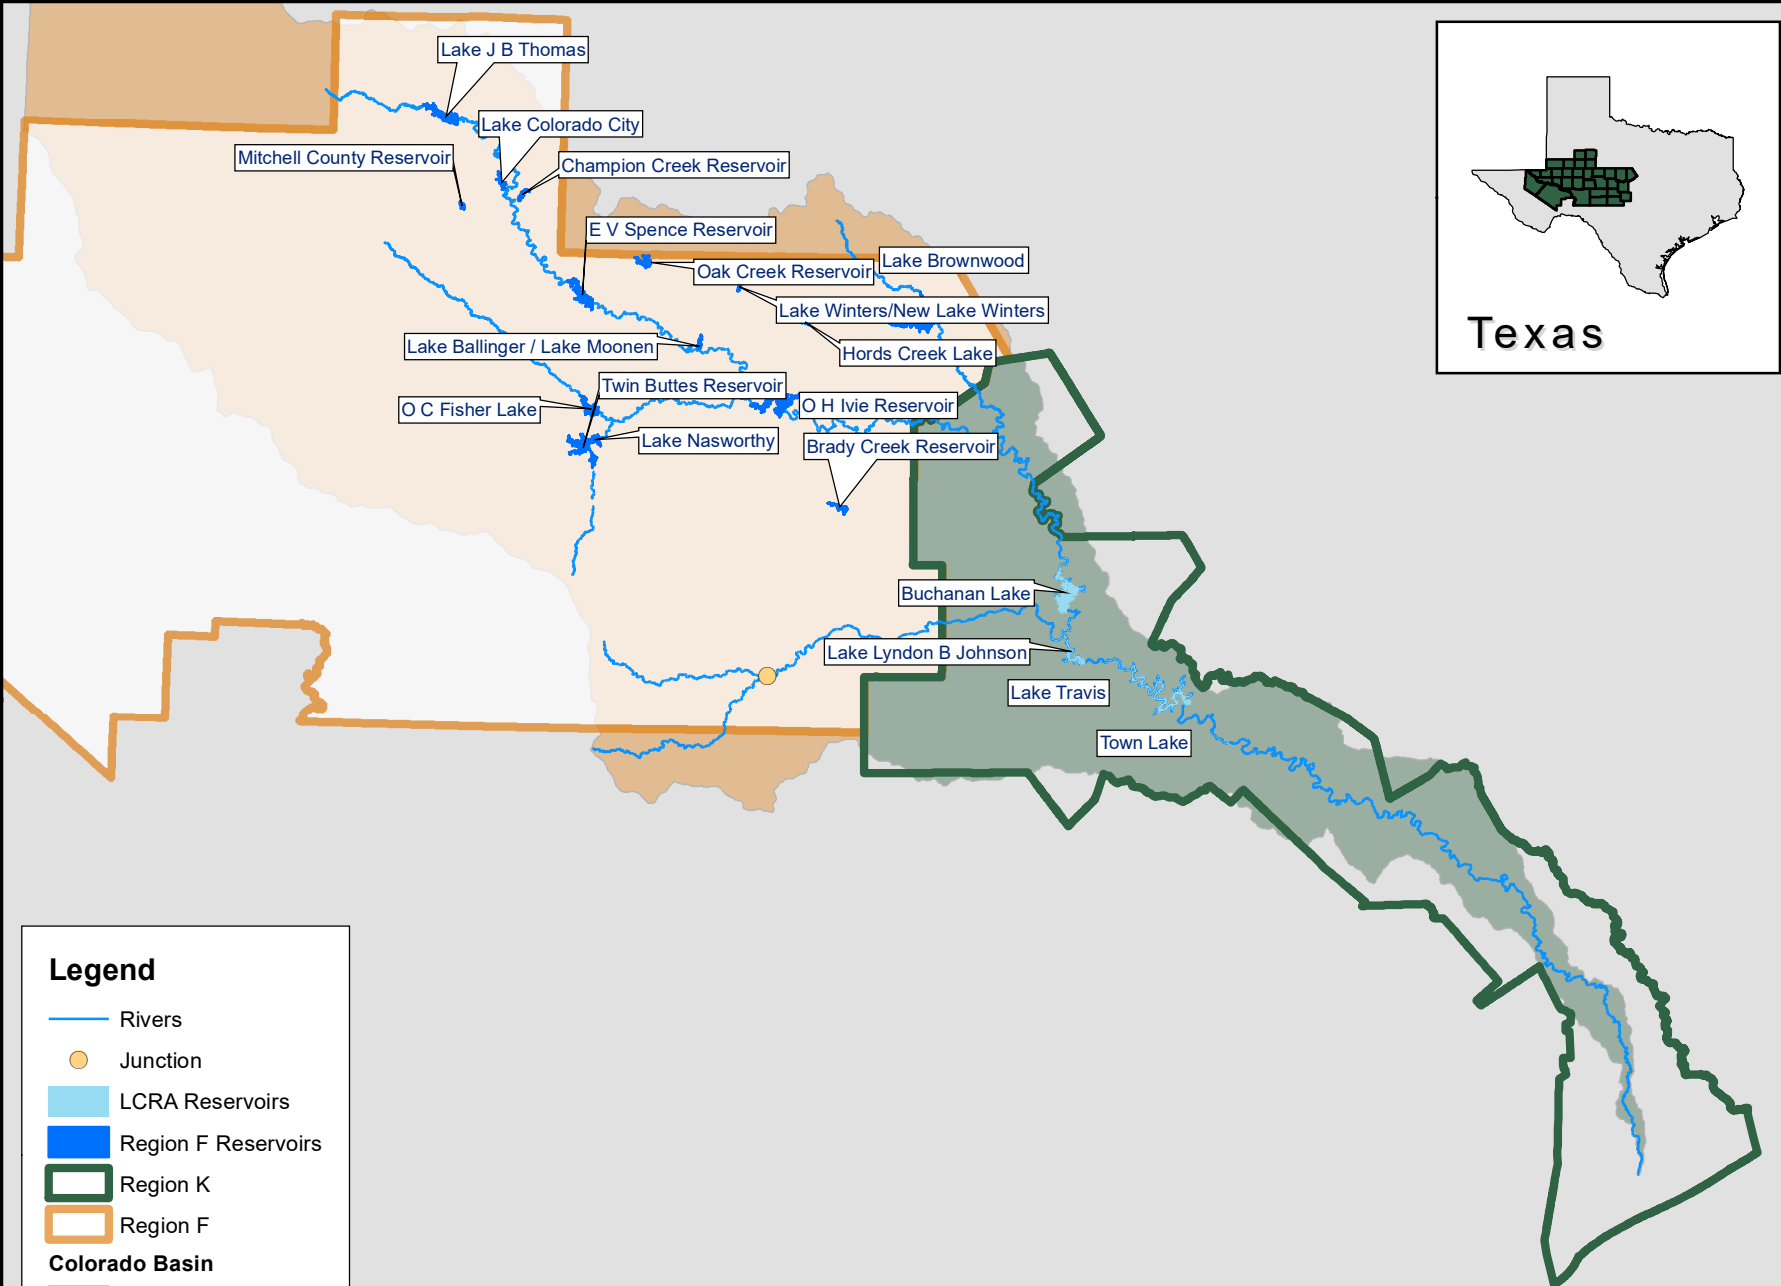 Lake J B Thomas
Lake Colorado City
Mitchell County Reservoir
Champion Creek Reservoir
E V Spence Reservoir
Lake Brownwood
Oak Creek Reservoir
Lake Winters/New Lake Winters
Texas
Lake Ballinger / Lake Moonen
Hords Creek Lake
Twin Buttes Reservoir
O C Fisher Lake
O H Ivie Reservoir
Lake Nasworthy
Brady Creek Reservoir
Buchanan Lake
Lake Lyndon B Johnson
Lake Travis
Town Lake
Legend
Rivers
Junction
LCRA Reservoirs
Region F Reservoirs
Region K
Region F
Colorado Basin